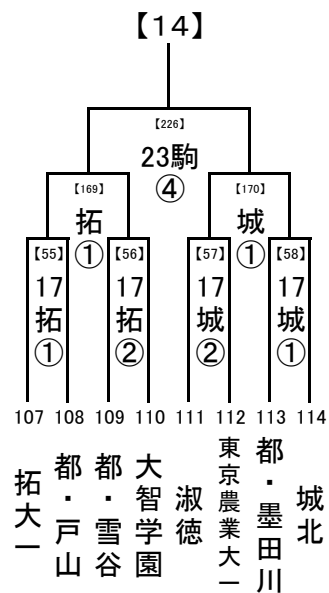 【14】
【226】
23駒
④
【169】 【170】
拓 城
① ①
【55】 【56】 【57】 【58】
17 17 17 17
拓 拓 城 城
① ② ② ①
107 108 109 110 111 112 113 114
拓大一
都・戸山
都・雪谷
大智学園
淑徳
東京農業大一
都・墨田川
城北